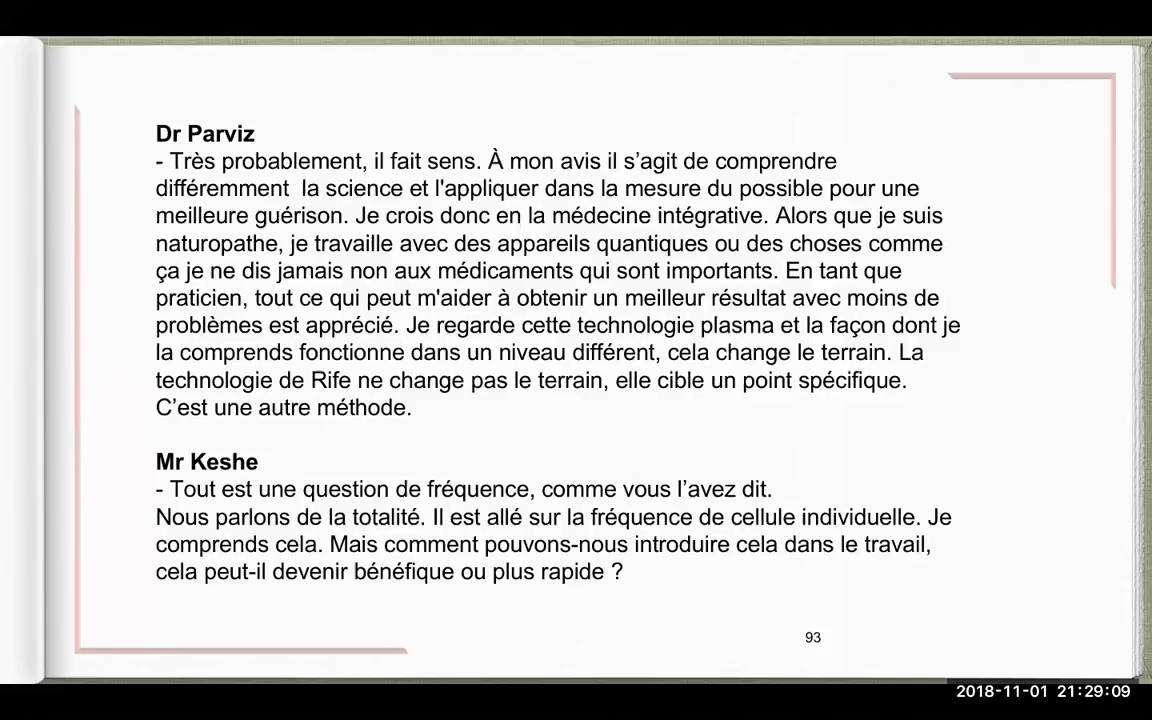 Dr Parviz
- Très probablement, il fait sens. À mon avis il s’agit de comprendre
différemment  la science et l'appliquer dans la mesure du possible pour une
meilleure guérison. Je crois donc en la médecine intégrative. Alors que je suis
naturopathe, je travaille avec des appareils quantiques ou des choses comme
ça je ne dis jamais non aux médicaments qui sont importants. En tant que
praticien, tout ce qui peut m'aider à obtenir un meilleur résultat avec moins de
problèmes est apprécié. Je regarde cette technologie plasma et la façon dont je
la comprends fonctionne dans un niveau différent, cela change le terrain. La
technologie de Rife ne change pas le terrain, elle cible un point spécifique.
C’est une autre méthode.
Mr Keshe
- Tout est une question de fréquence, comme vous l’avez dit.
Nous parlons de la totalité. Il est allé sur la fréquence de cellule individuelle. Je
comprends cela. Mais comment pouvons-nous introduire cela dans le travail,
cela peut-il devenir bénéfique ou plus rapide ?
93
2018-11-01 21:29:09